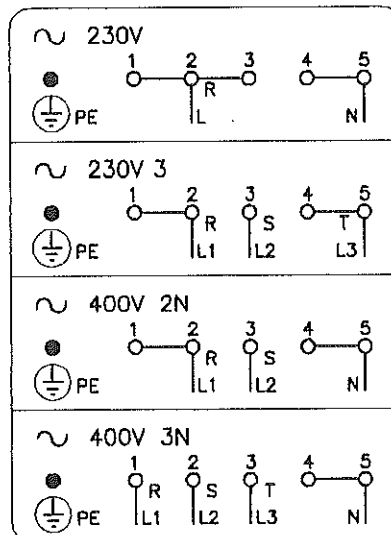 ∼ 230V
1 2 3 4 5
R
PE L N
∼ 230V 3
1 2 3 4 5
R S T
PE L1 L2 L3
∼ 400V 2N
1 2 3 4 5
R S
PE L1 L2 N
∼ 400V 3N
1 2 3 4 5
R S T
PE L1 L2 L3 N